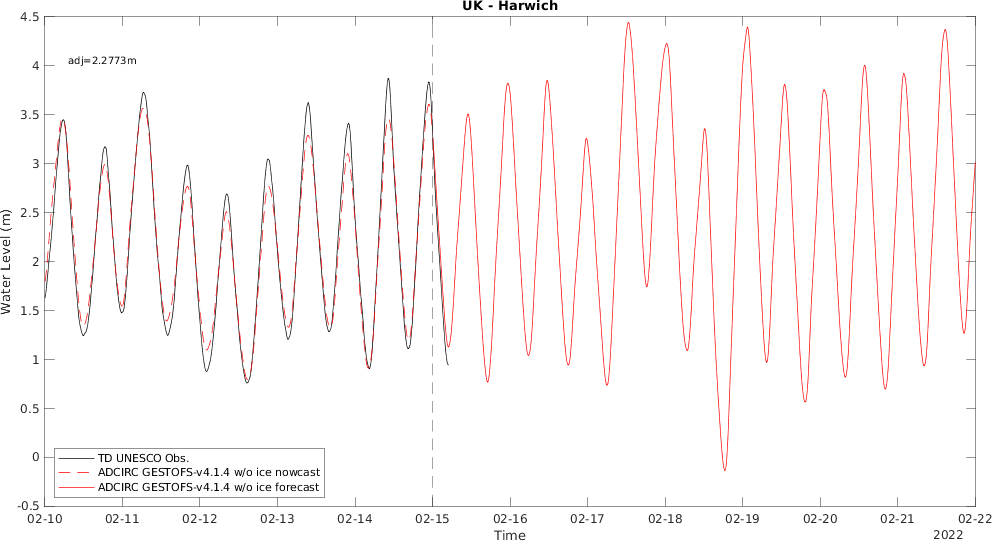 UK - Harwich
adj=2.2773m
Water Level (m)
4.5
4
3.5
3
2.5
2
1.5
1
0.5
0
-0.5
TD UNESCO Obs.
ADCIRC GESTOFS-v4.1.4 w/o ice nowcast
ADCIRC GESTOFS-v4.1.4 w/o ice forecast
02-10 02-11 02-12 02-13 02-14 02-15 02-16 02-17 02-18 02-19 02-20 02-21 02-22
Time
2022